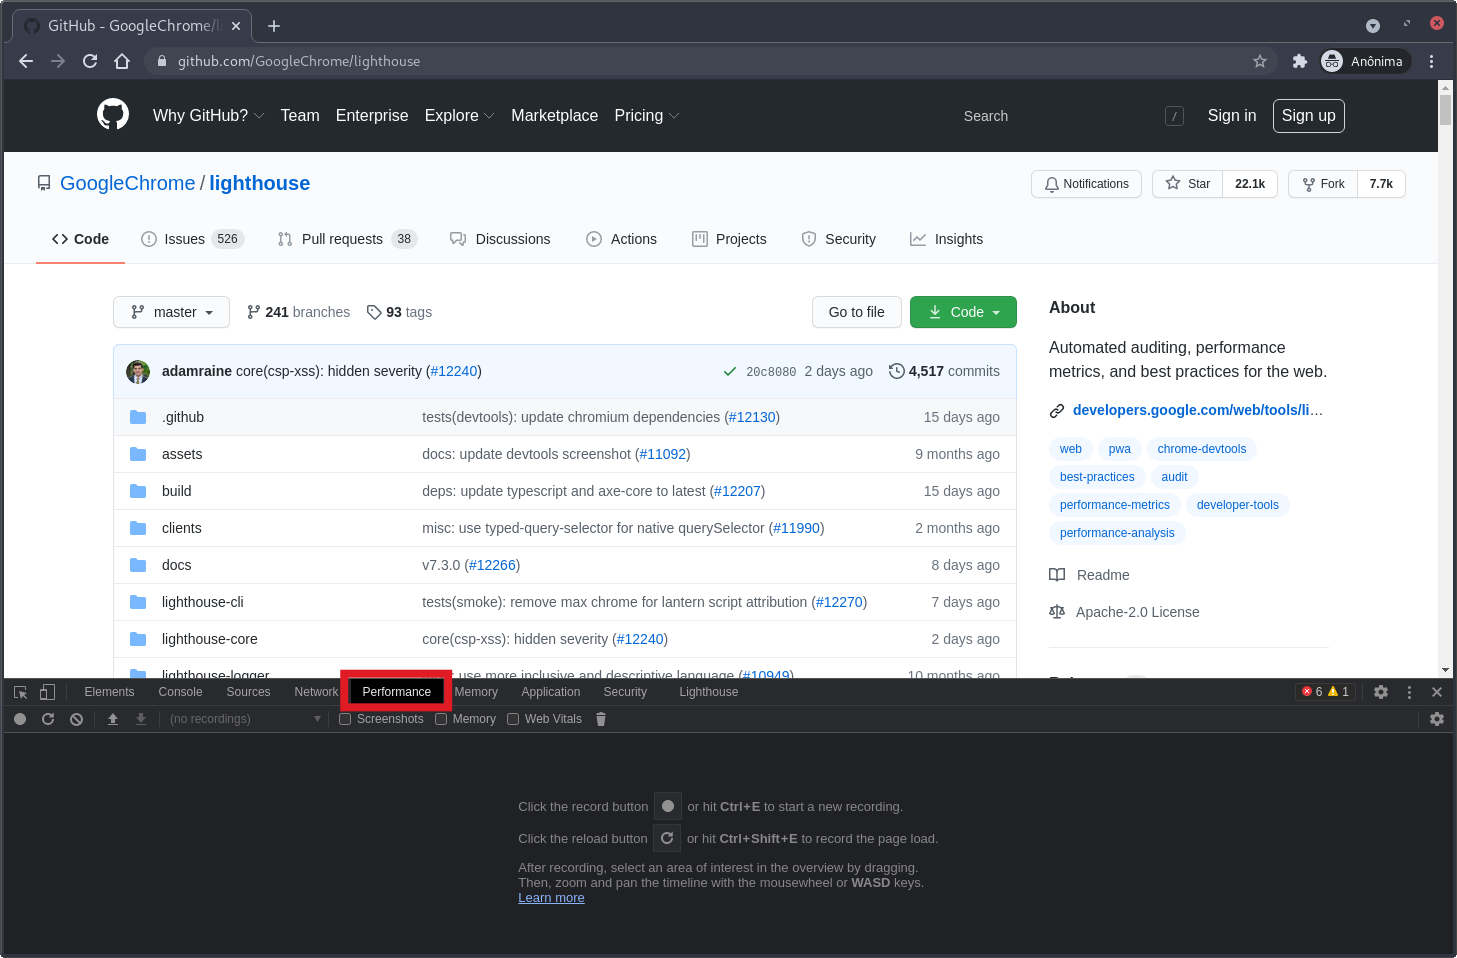 GitHub - GoogleChrome/l
github.com/GoogleChrome/lighthouse
Anônima
Why GitHub? Team Enterprise Explore Marketplace Pricing Search / Sign in Sign up
GoogleChrome / lighthouse
Notifications Star 22.1k Fork 7.7k
Code Issues 526 Pull requests 38 Discussions Actions Projects Security Insights
master 241 branches 93 tags Go to file Code
adamraine core(csp-xss): hidden severity (#12240) 20c8080 2 days ago 4,517 commits
.github tests(devtools): update chromium dependencies (#12130) 15 days ago
assets docs: update devtools screenshot (#11092) 9 months ago
build deps: update typescript and axe-core to latest (#12207) 15 days ago
clients misc: use typed-query-selector for native querySelector (#11990) 2 months ago
docs v7.3.0 (#12266) 8 days ago
lighthouse-cli tests(smoke): remove max chrome for lantern script attribution (#12270) 7 days ago
lighthouse-core core(csp-xss): hidden severity (#12240) 2 days ago
lighthouse-logger use more inclusive and descriptive language (#10949) 10 months ago
About
Automated auditing, performance
metrics, and best practices for the web.
developers.google.com/web/tools/li…
web pwa chrome-devtools
best-practices audit
performance-metrics developer-tools
performance-analysis
Readme
Apache-2.0 License
Elements Console Sources Network Performance Memory Application Security Lighthouse 6 1
(no recordings) Screenshots Memory Web Vitals
Click the record button or hit Ctrl+E to start a new recording.
Click the reload button or hit Ctrl+Shift+E to record the page load.
After recording, select an area of interest in the overview by dragging.
Then, zoom and pan the timeline with the mousewheel or WASD keys.
Learn more